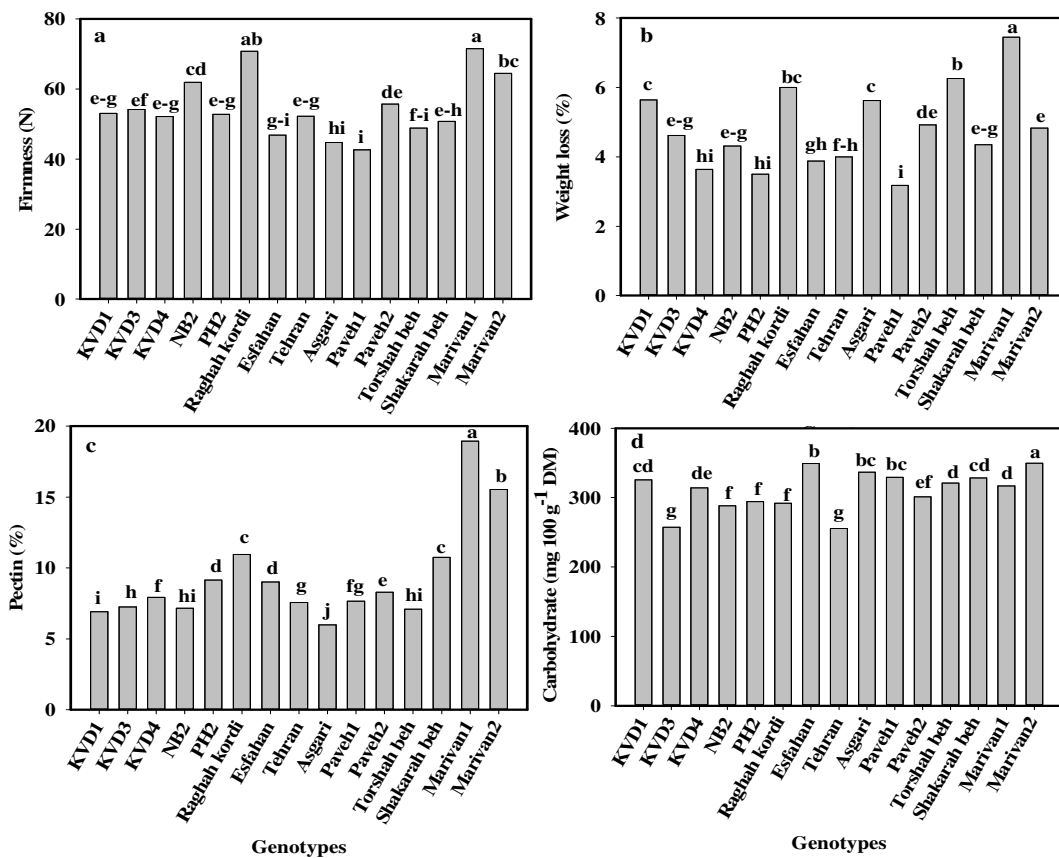 a
Firmness (N)
80
60
40
20
0
e-g
ef
e-g
cd
e-g
ab
g-i
e-g
hi
i
de
f-i
e-h
a
bc
KVD1
KVD3
KVD4
NB2
PH2
Raghah kordi
Esfahan
Tehran
Asgari
Paveh1
Paveh2
Torshah beh
Shakarah beh
Marivan1
Marivan2
b
Weight loss (%)
8
6
4
2
0
c
e-g
hi
e-g
hi
bc
gh
f-h
c
i
de
b
e-g
a
e
KVD1
KVD3
KVD4
NB2
PH2
Raghah kordi
Esfahan
Tehran
Asgari
Paveh1
Paveh2
Torshah beh
Shakarah beh
Marivan1
Marivan2
c
Pectin (%)
20
15
10
5
0
i
h
f
hi
d
c
d
g
j
fg
e
hi
c
a
b
KVD1
KVD3
KVD4
NB2
PH2
Raghah kordi
Esfahan
Tehran
Asgari
Paveh1
Paveh2
Torshah beh
Shakarah beh
Marivan1
Marivan2
Genotypes
d
Carbohydrate (mg 100 g-1 DM)
400
300
200
100
0
cd
g
de
f
f
f
b
g
bc
bc
ef
d
cd
d
a
KVD1
KVD3
KVD4
NB2
PH2
Raghah kordi
Esfahan
Tehran
Asgari
Paveh1
Paveh2
Torshah beh
Shakarah beh
Marivan1
Marivan2
Genotypes